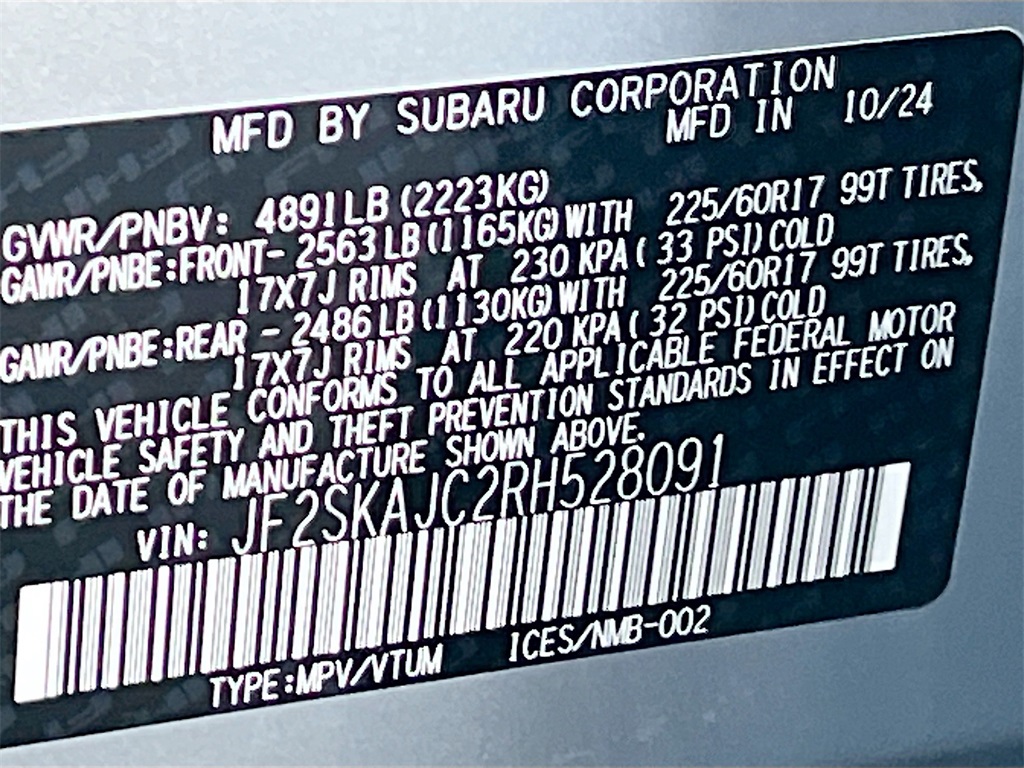 MFD BY SUBARU CORPORATION
MFD IN 10/24
GVWR/PNBV: 4891LB (2223KG)
GAWR/PNBE:FRONT- 2563LB(1165KG)WITH 225/60R17 99T TIRES,
17X7J RIMS AT 230 KPA( 33 PSI)COLD
GAWR/PNBE:REAR - 2486LB(1130KG)WITH 225/60R17 99T TIRES,
17X7J RIMS AT 220 KPA( 32 PSI)COLD
THIS VEHICLE CONFORMS TO ALL APPLICABLE FEDERAL MOTOR
VEHICLE SAFETY AND THEFT PREVENTION STANDARDS IN EFFECT ON
THE DATE OF MANUFACTURE SHOWN ABOVE.
VIN: JF2SKAJC2RH528091
TYPE:MPV/VTUM ICES/NMB-002